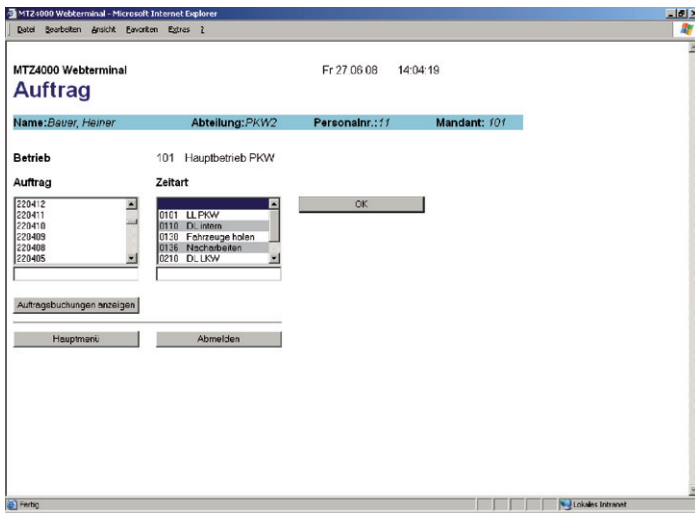 MTZ4000 Webterminal - Microsoft Internet Explorer
Datei Bearbeiten Ansicht Favoriten Extras ?
MTZ4000 Webterminal Fr 27.06.08 14:04:19
Auftrag
Name:Bauer, Heiner Abteilung:PKW2 Personalnr.:11 Mandant: 101
Betrieb 101 Hauptbetrieb PKW
Auftrag Zeitart
220412
220411
220410
220409
220408
220405
0101 LL PKW
0110 DL intern
0130 Fahrzeuge holen
0136 Nacharbeiten
0210 DL LKW
OK
Auftragsbuchungen anzeigen
Hauptmenü Abmelden
Fertig Lokales Intranet